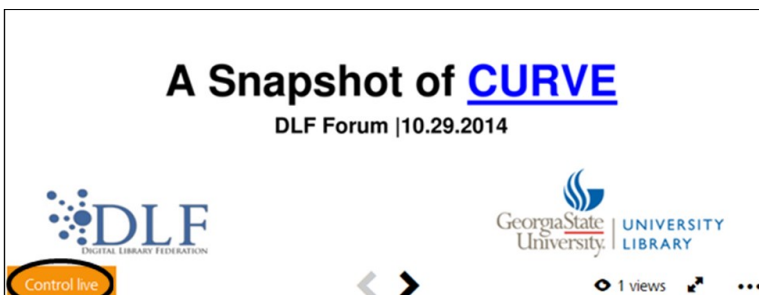 A Snapshot of CURVE
DLF Forum |10.29.2014
DLF
DIGITAL LIBRARY FEDERATION
GeorgiaState
University.
UNIVERSITY
LIBRARY
Control live
1 views